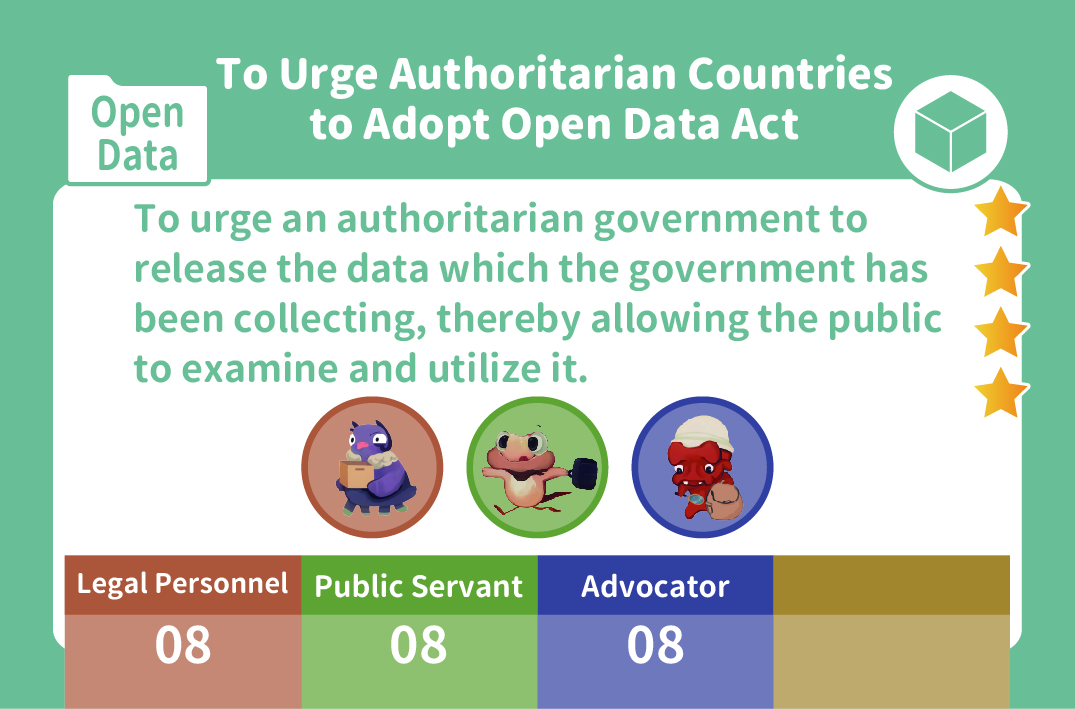 To Urge Authoritarian Countries
to Adopt Open Data Act
Open
Data
To urge an authoritarian government to
release the data which the government has
been collecting, thereby allowing the public
to examine and utilize it.
Legal Personnel
Public Servant
Advocator
08
08
08